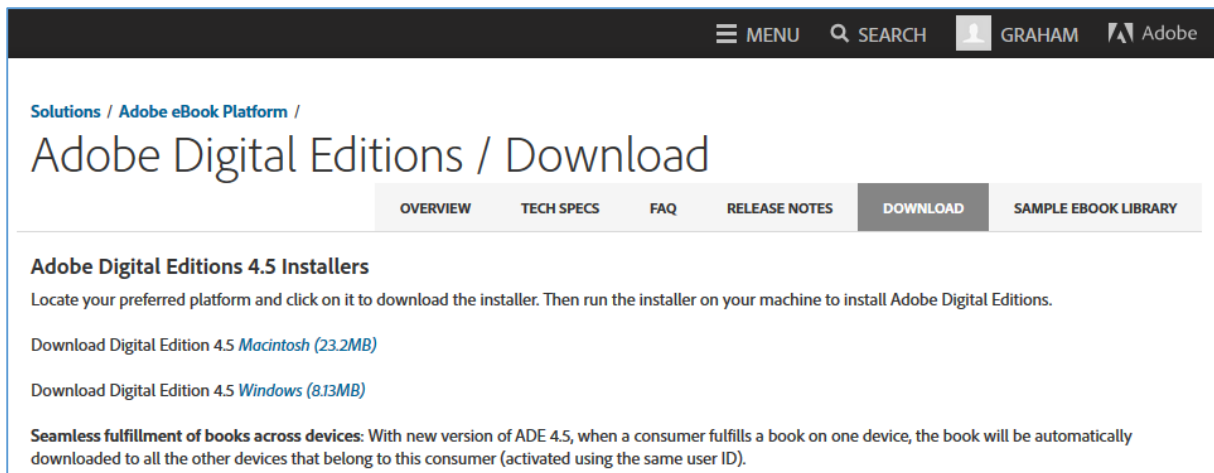 MENU SEARCH GRAHAM Adobe
Solutions / Adobe eBook Platform /
Adobe Digital Editions / Download
OVERVIEW TECH SPECS FAQ RELEASE NOTES DOWNLOAD SAMPLE EBOOK LIBRARY
Adobe Digital Editions 4.5 Installers
Locate your preferred platform and click on it to download the installer. Then run the installer on your machine to install Adobe Digital Editions.
Download Digital Edition 4.5 Macintosh (23.2MB)
Download Digital Edition 4.5 Windows (8.13MB)
Seamless fulfillment of books across devices: With new version of ADE 4.5, when a consumer fulfills a book on one device, the book will be automatically
downloaded to all the other devices that belong to this consumer (activated using the same user ID).